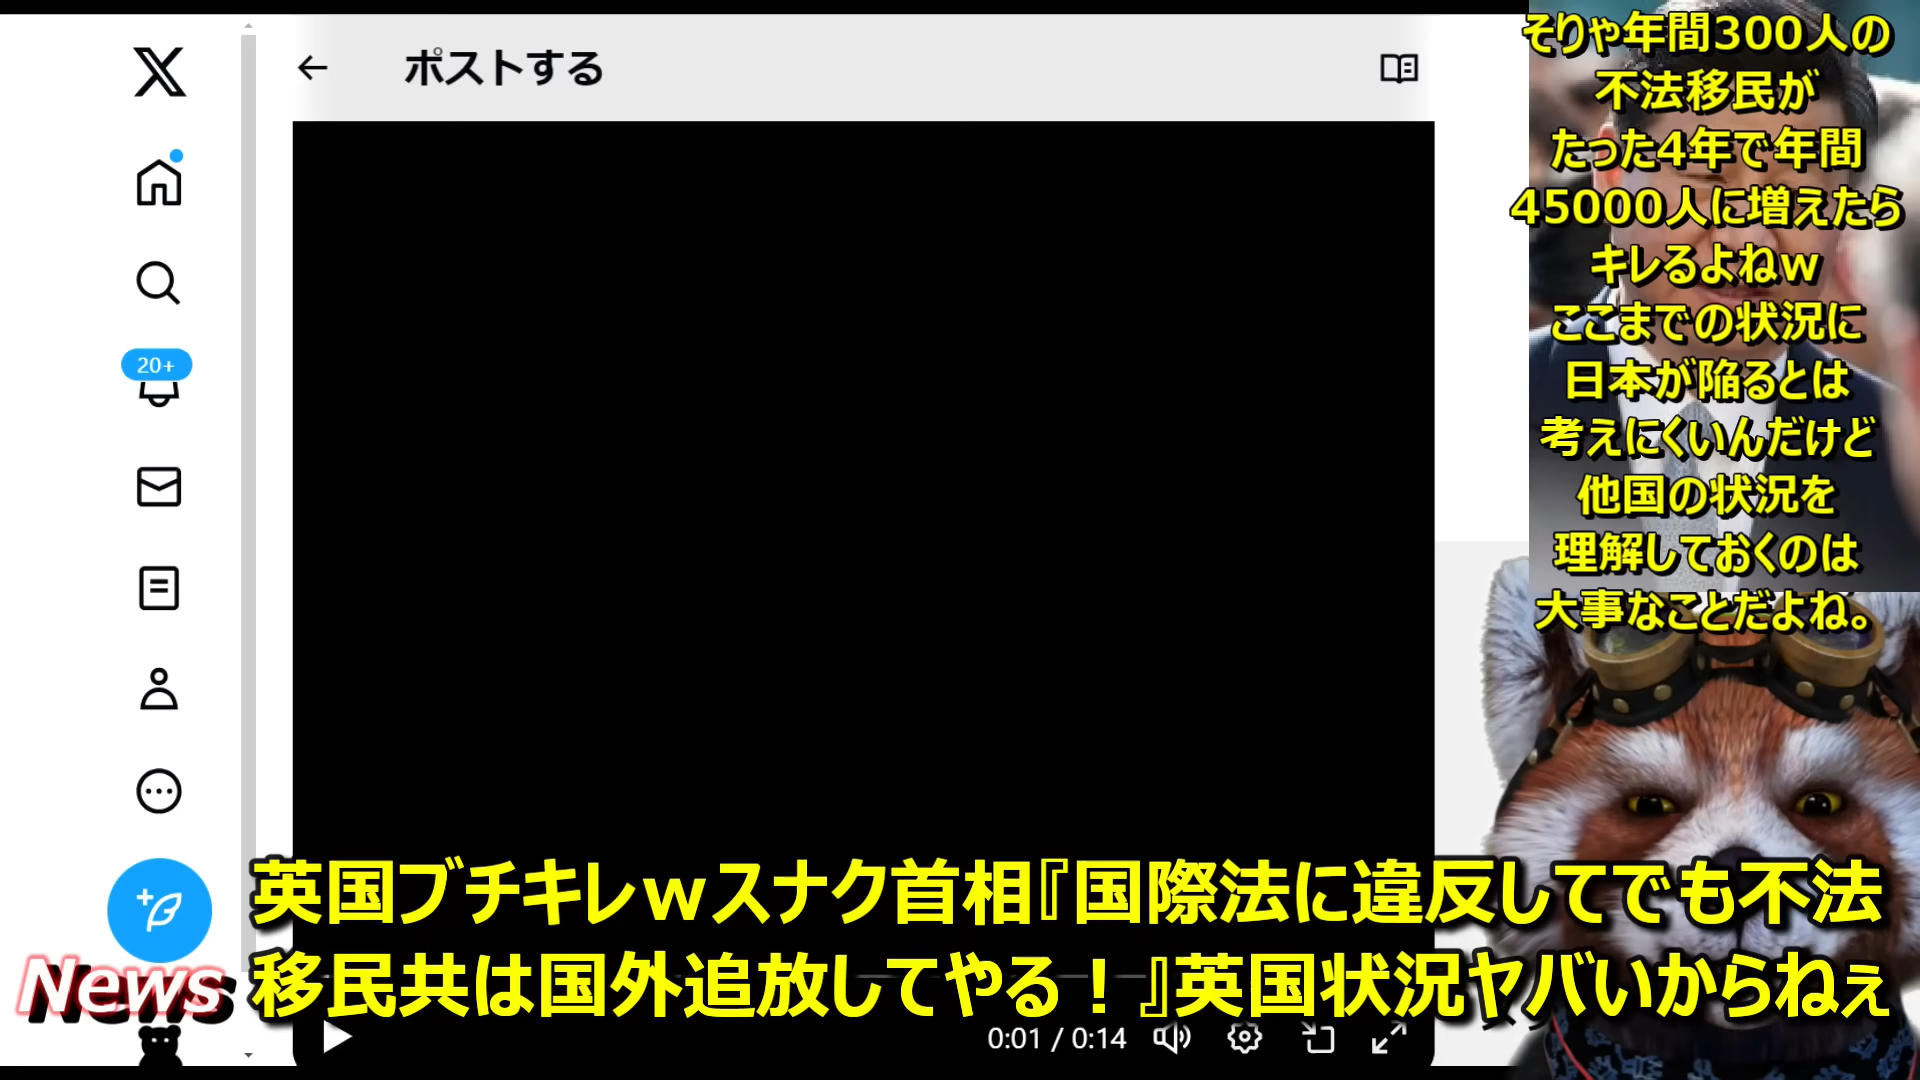 ポストする
20+
そりゃ年間300人の
不法移民が
たった4年で年間
45000人に増えたら
キレるよねw
ここまでの状況に
日本が陥るとは
考えにくいんだけど
他国の状況を
理解しておくのは
大事なことだよね。
英国ブチキレwスナク首相『国際法に違反してでも不法
移民共は国外追放してやる！』英国状況ヤバいからねぇ
News
0:01 / 0:14